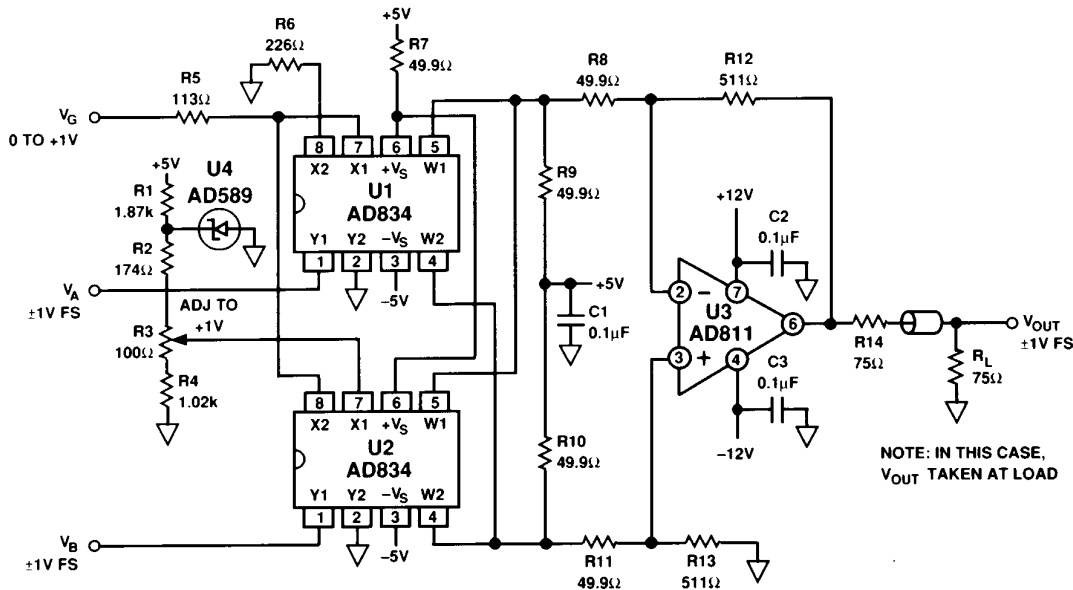 +5V
R6
226Ω
R7
49.9Ω
R8
49.9Ω
R12
511Ω
R5
113Ω
V_G
0 TO +1V
8 7 6 5
X2 X1 +V_S W1
U1
AD834
Y1 Y2 −V_S W2
1 2 3 4
−5V
+5V
U4
AD589
R1
1.87k
R2
174Ω
V_A
±1V FS
ADJ TO
+1V
R3
100Ω
R4
1.02k
R9
49.9Ω
+5V
C1
0.1µF
+12V
C2
0.1µF
2 − 7
U3
AD811
6
3 + 4
C3
0.1µF
−12V
R14
75Ω
V_OUT
±1V FS
R_L
75Ω
8 7 6 5
X2 X1 +V_S W1
U2
AD834
Y1 Y2 −V_S W2
1 2 3 4
−5V
R10
49.9Ω
NOTE: IN THIS CASE,
V_OUT TAKEN AT LOAD
V_B
±1V FS
R11
49.9Ω
R13
511Ω